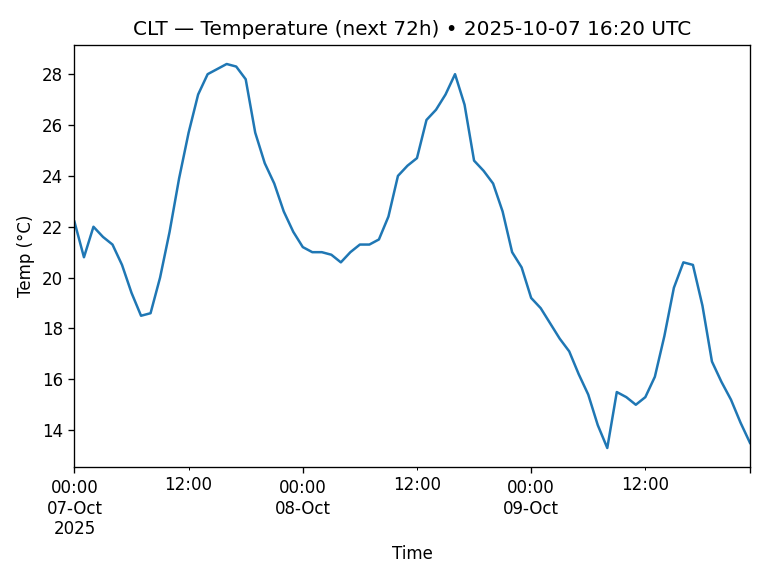 CLT — Temperature (next 72h) • 2025-10-07 16:20 UTC
28
26
24
22
20
18
16
14
Temp (°C)
00:00 12:00 00:00 12:00 00:00 12:00
07-Oct 08-Oct 09-Oct
2025
Time